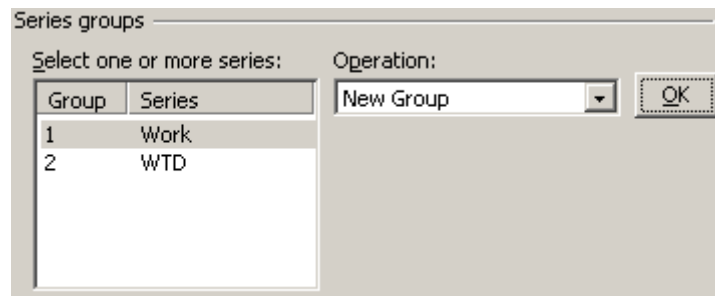 Series groups
Select one or more series:
Operation:
Group Series
New Group
OK
1 Work
2 WTD